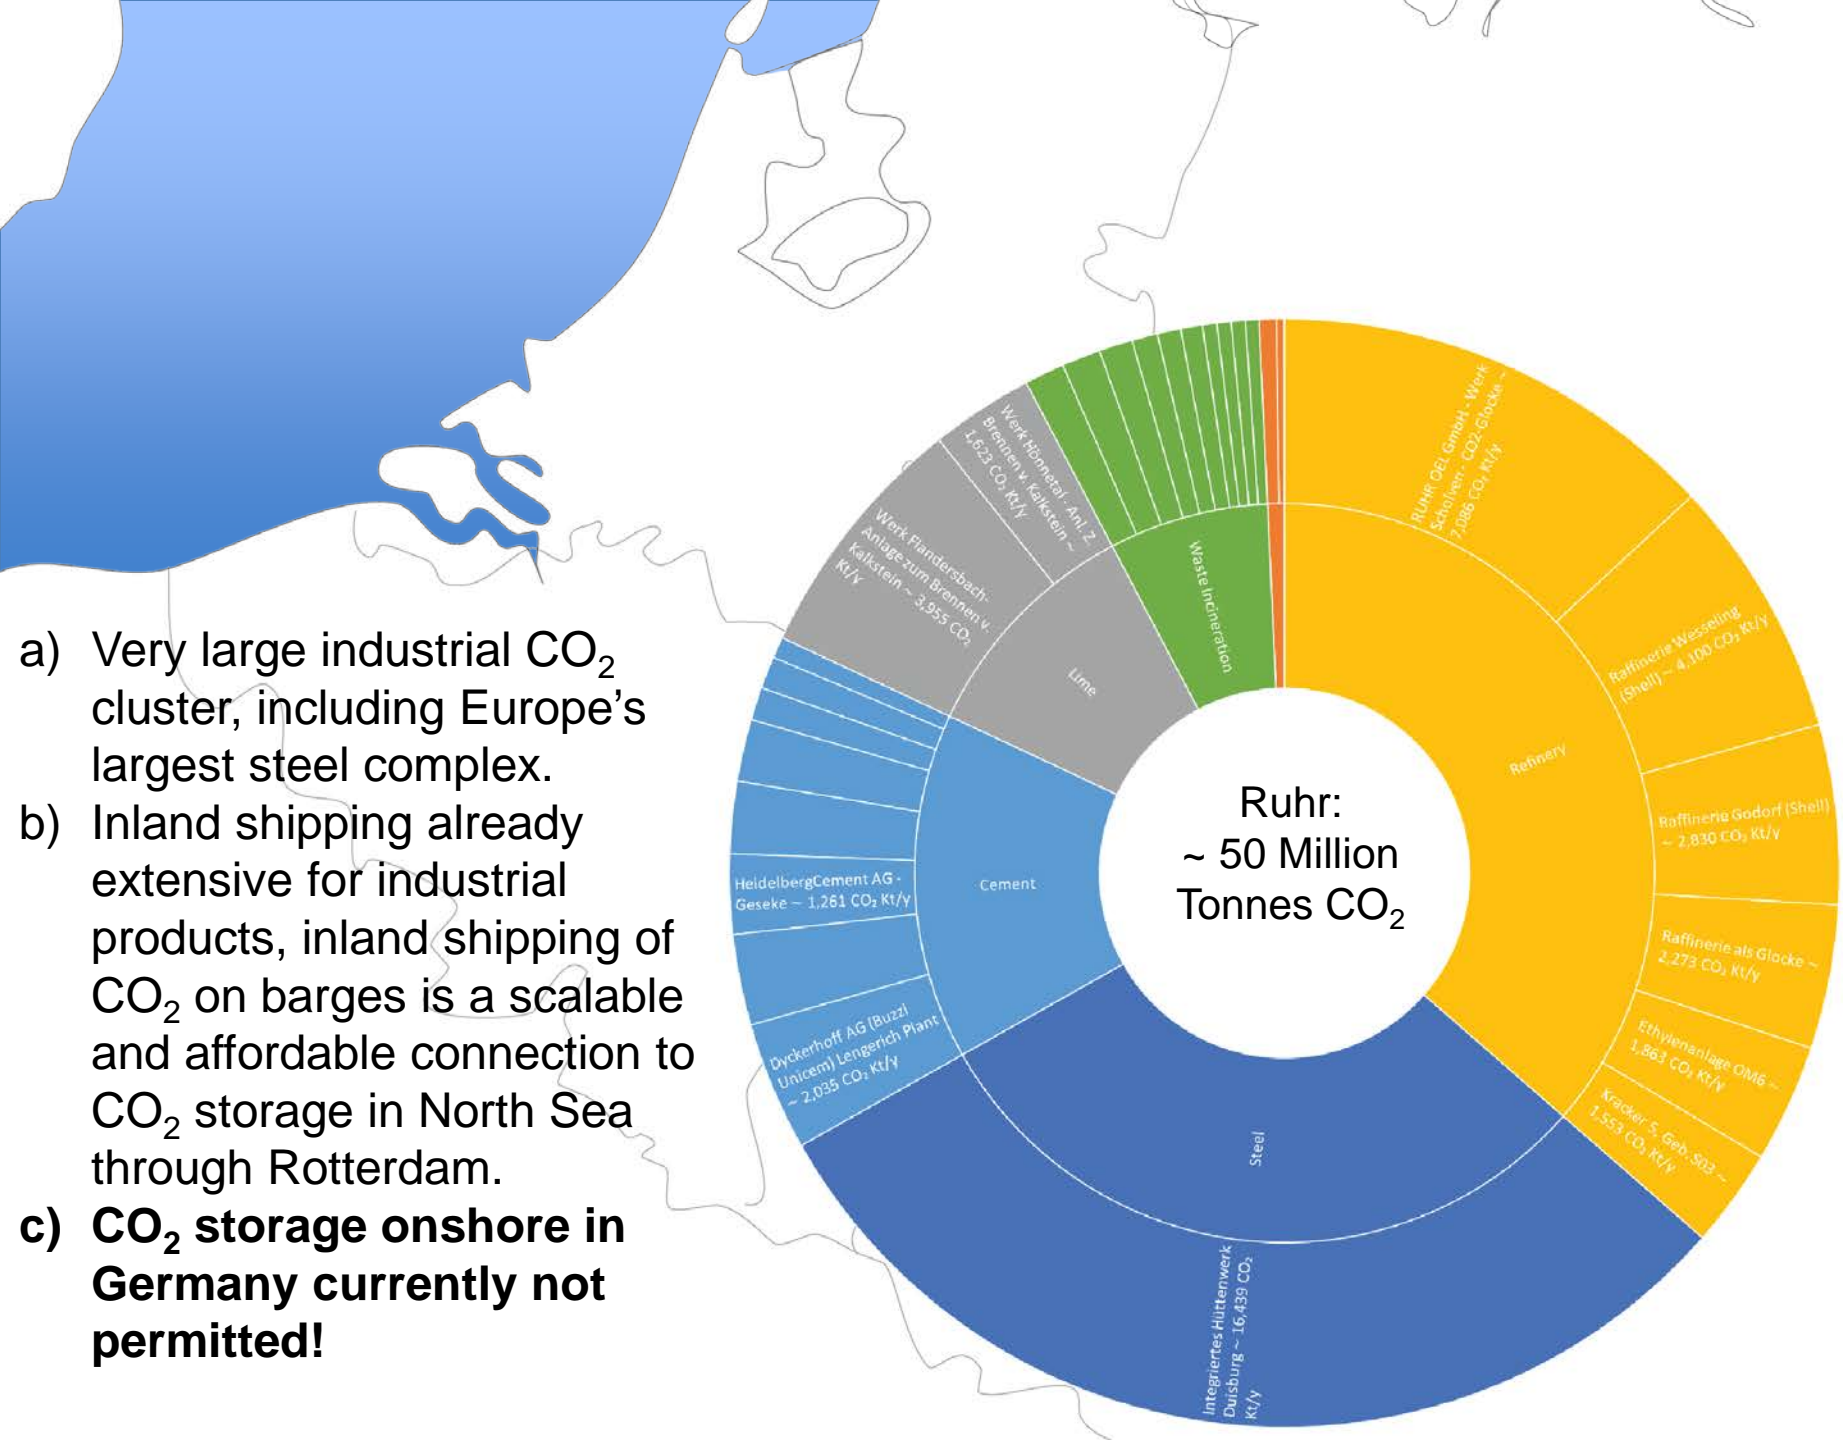 a) Very large industrial CO₂
cluster, including Europe's
largest steel complex.
b) Inland shipping already
extensive for industrial
products, inland shipping of
CO₂ on barges is a scalable
and affordable connection to
CO₂ storage in North Sea
through Rotterdam.
c) CO₂ storage onshore in
Germany currently not
permitted!
Ruhr:
~ 50 Million
Tonnes CO₂
Refinery
Steel
Cement
Lime
Waste Incineration
RUHR OEL GmbH - Werk
Scholven - CO2-Glocke ~
7,086 CO₂ Kt/y
Raffinerie Wesseling
(Shell) ~ 4,100 CO₂ Kt/y
Raffinerie Godorf (Shell)
~ 2,830 CO₂ Kt/y
Raffinerie als Glocke ~
2,273 CO₂ Kt/y
Ethylenanlage OM6 ~
1,863 CO₂ Kt/y
Kracker 5, Geb. S03 ~
1,553 CO₂ Kt/y
Integriertes Hüttenwerk
Duisburg ~ 16,439 CO₂
Kt/y
Dyckerhoff AG (Buzzi
Unicem) Lengerich Plant
~ 2,035 CO₂ Kt/y
HeidelbergCement AG -
Geseke ~ 1,261 CO₂ Kt/y
Werk Flandersbach-
Anlage zum Brennen v.
Kalkstein ~ 3,955 CO₂
Kt/y
Werk Hönnetal - Anl. z.
Brennen v. Kalkstein ~
1,623 CO₂ Kt/y